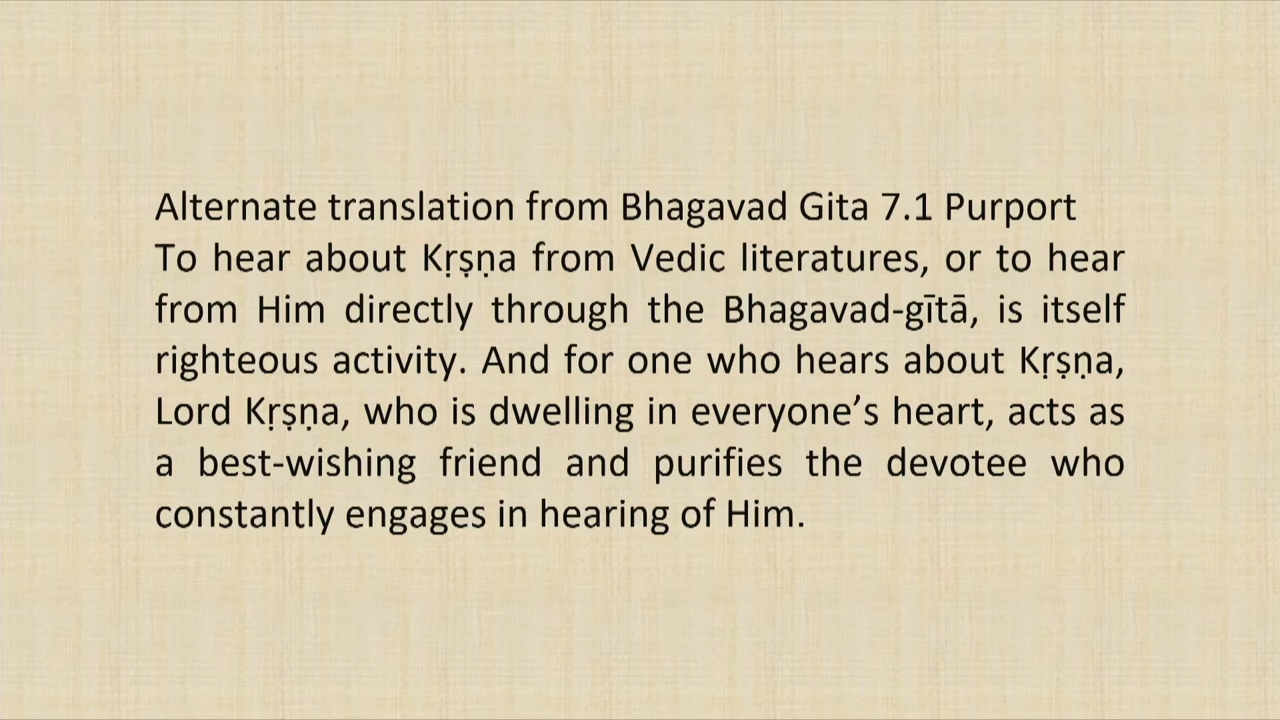 Alternate translation from Bhagavad Gita 7.1 Purport
To hear about Kṛṣṇa from Vedic literatures, or to hear
from Him directly through the Bhagavad-gītā, is itself
righteous activity. And for one who hears about Kṛṣṇa,
Lord Kṛṣṇa, who is dwelling in everyone’s heart, acts as
a best-wishing friend and purifies the devotee who
constantly engages in hearing of Him.